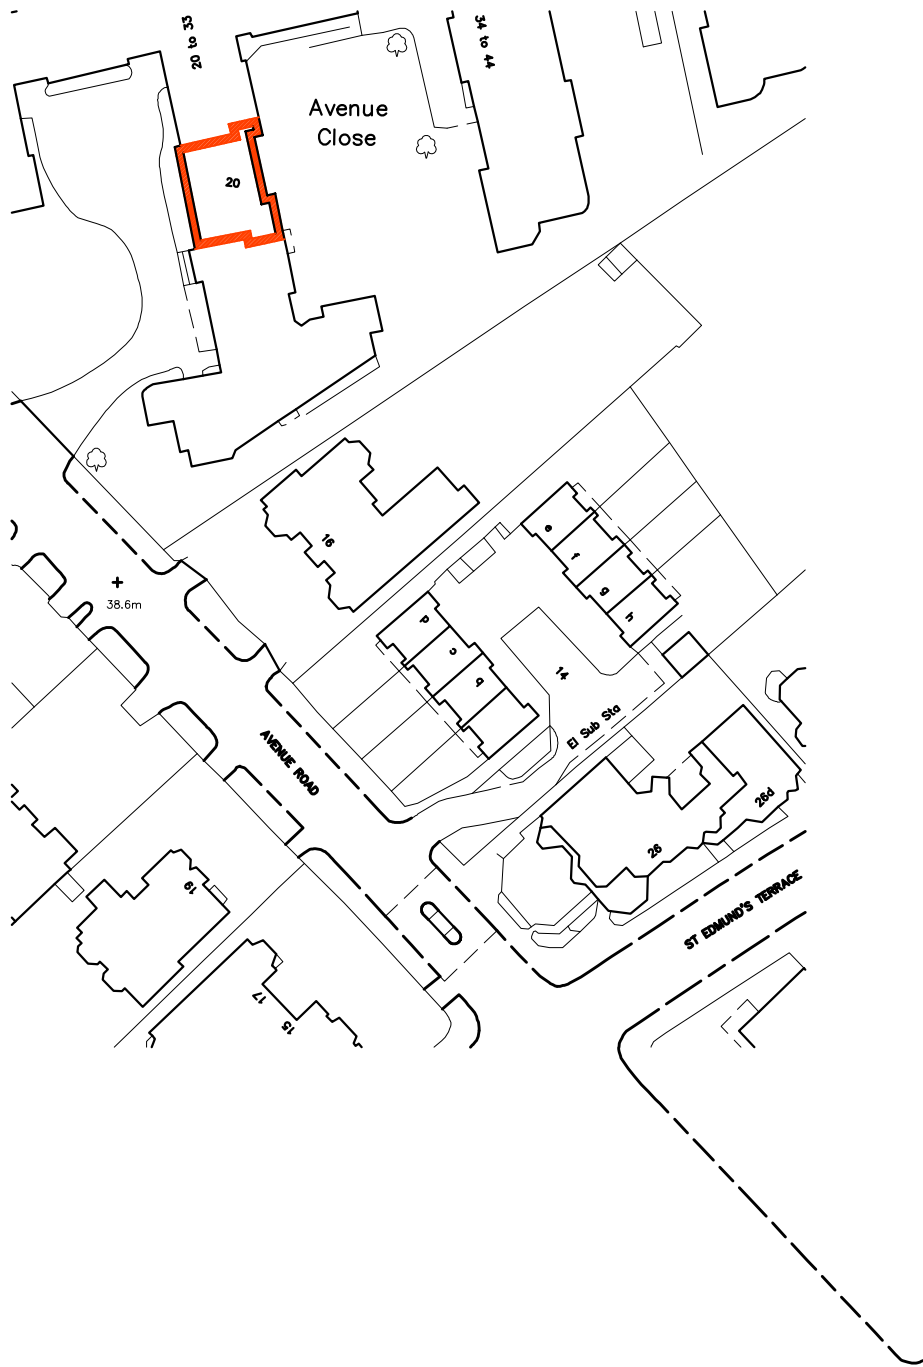 20 to 33
34 to 44
Avenue
Close
20
16
38.6m
e
f
g
h
d
c
b
14
El Sub Sta
AVENUE ROAD
26d
26
19
ST EDMUND'S TERRACE
17
15